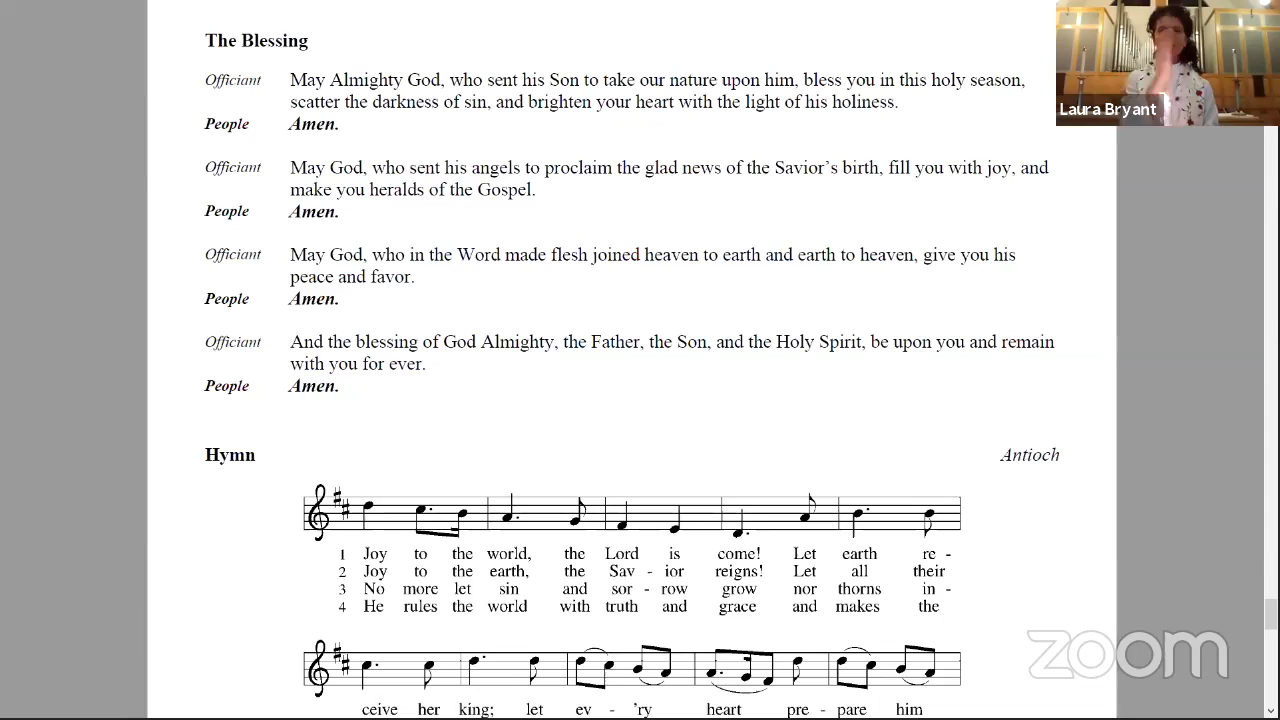 The Blessing
Officiant May Almighty God, who sent his Son to take our nature upon him, bless you in this holy season,
scatter the darkness of sin, and brighten your heart with the light of his holiness.
People Amen.
Officiant May God, who sent his angels to proclaim the glad news of the Savior’s birth, fill you with joy, and
make you heralds of the Gospel.
People Amen.
Officiant May God, who in the Word made flesh joined heaven to earth and earth to heaven, give you his
peace and favor.
People Amen.
Officiant And the blessing of God Almighty, the Father, the Son, and the Holy Spirit, be upon you and remain
with you for ever.
People Amen.
Hymn Antioch
1 Joy to the world, the Lord is come! Let earth re -
2 Joy to the earth, the Sav - ior reigns! Let all their
3 No more let sin and sor - row grow nor thorns in -
4 He rules the world with truth and grace and makes the
ceive her king; let ev - 'ry heart pre - pare him
Laura Bryant
zoom